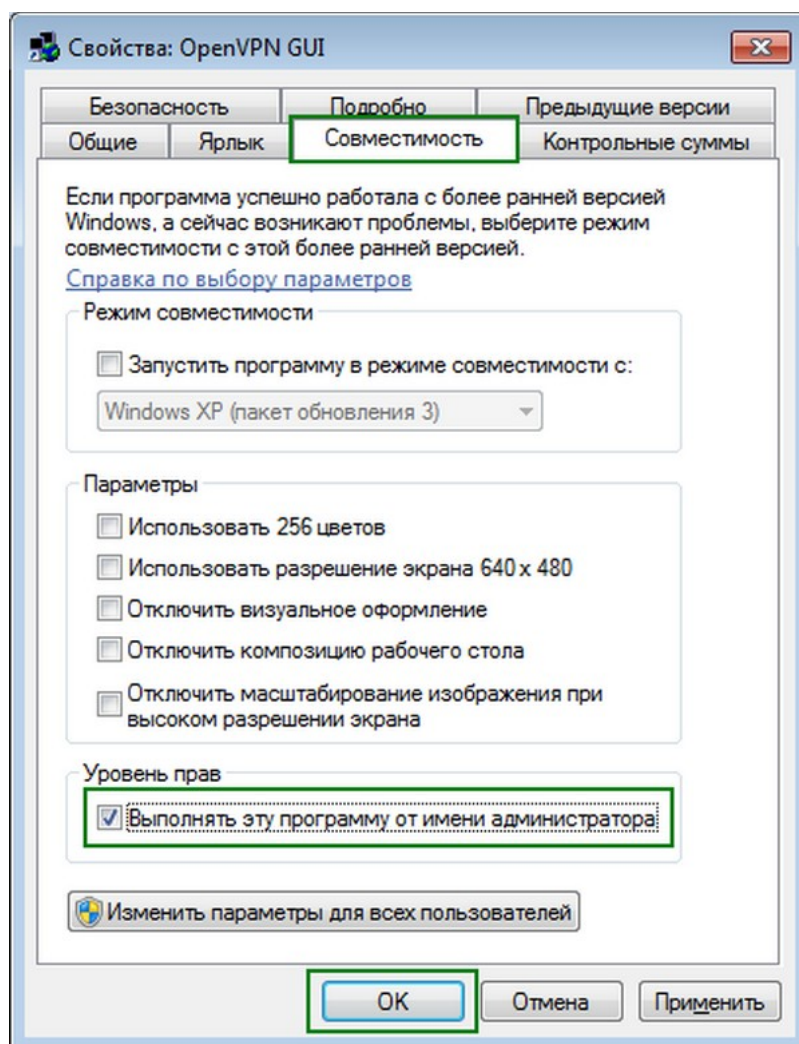 Свойства: OpenVPN GUI
Безопасность Подробно Предыдущие версии
Общие Ярлык Совместимость Контрольные суммы
Если программа успешно работала с более ранней версией
Windows, а сейчас возникают проблемы, выберите режим
совместимости с этой более ранней версией.
Справка по выбору параметров
Режим совместимости
Запустить программу в режиме совместимости с:
Windows XP (пакет обновления 3)
Параметры
Использовать 256 цветов
Использовать разрешение экрана 640 x 480
Отключить визуальное оформление
Отключить композицию рабочего стола
Отключить масштабирование изображения при
высоком разрешении экрана
Уровень прав
Выполнять эту программу от имени администратора
Изменить параметры для всех пользователей
ОК Отмена Применить